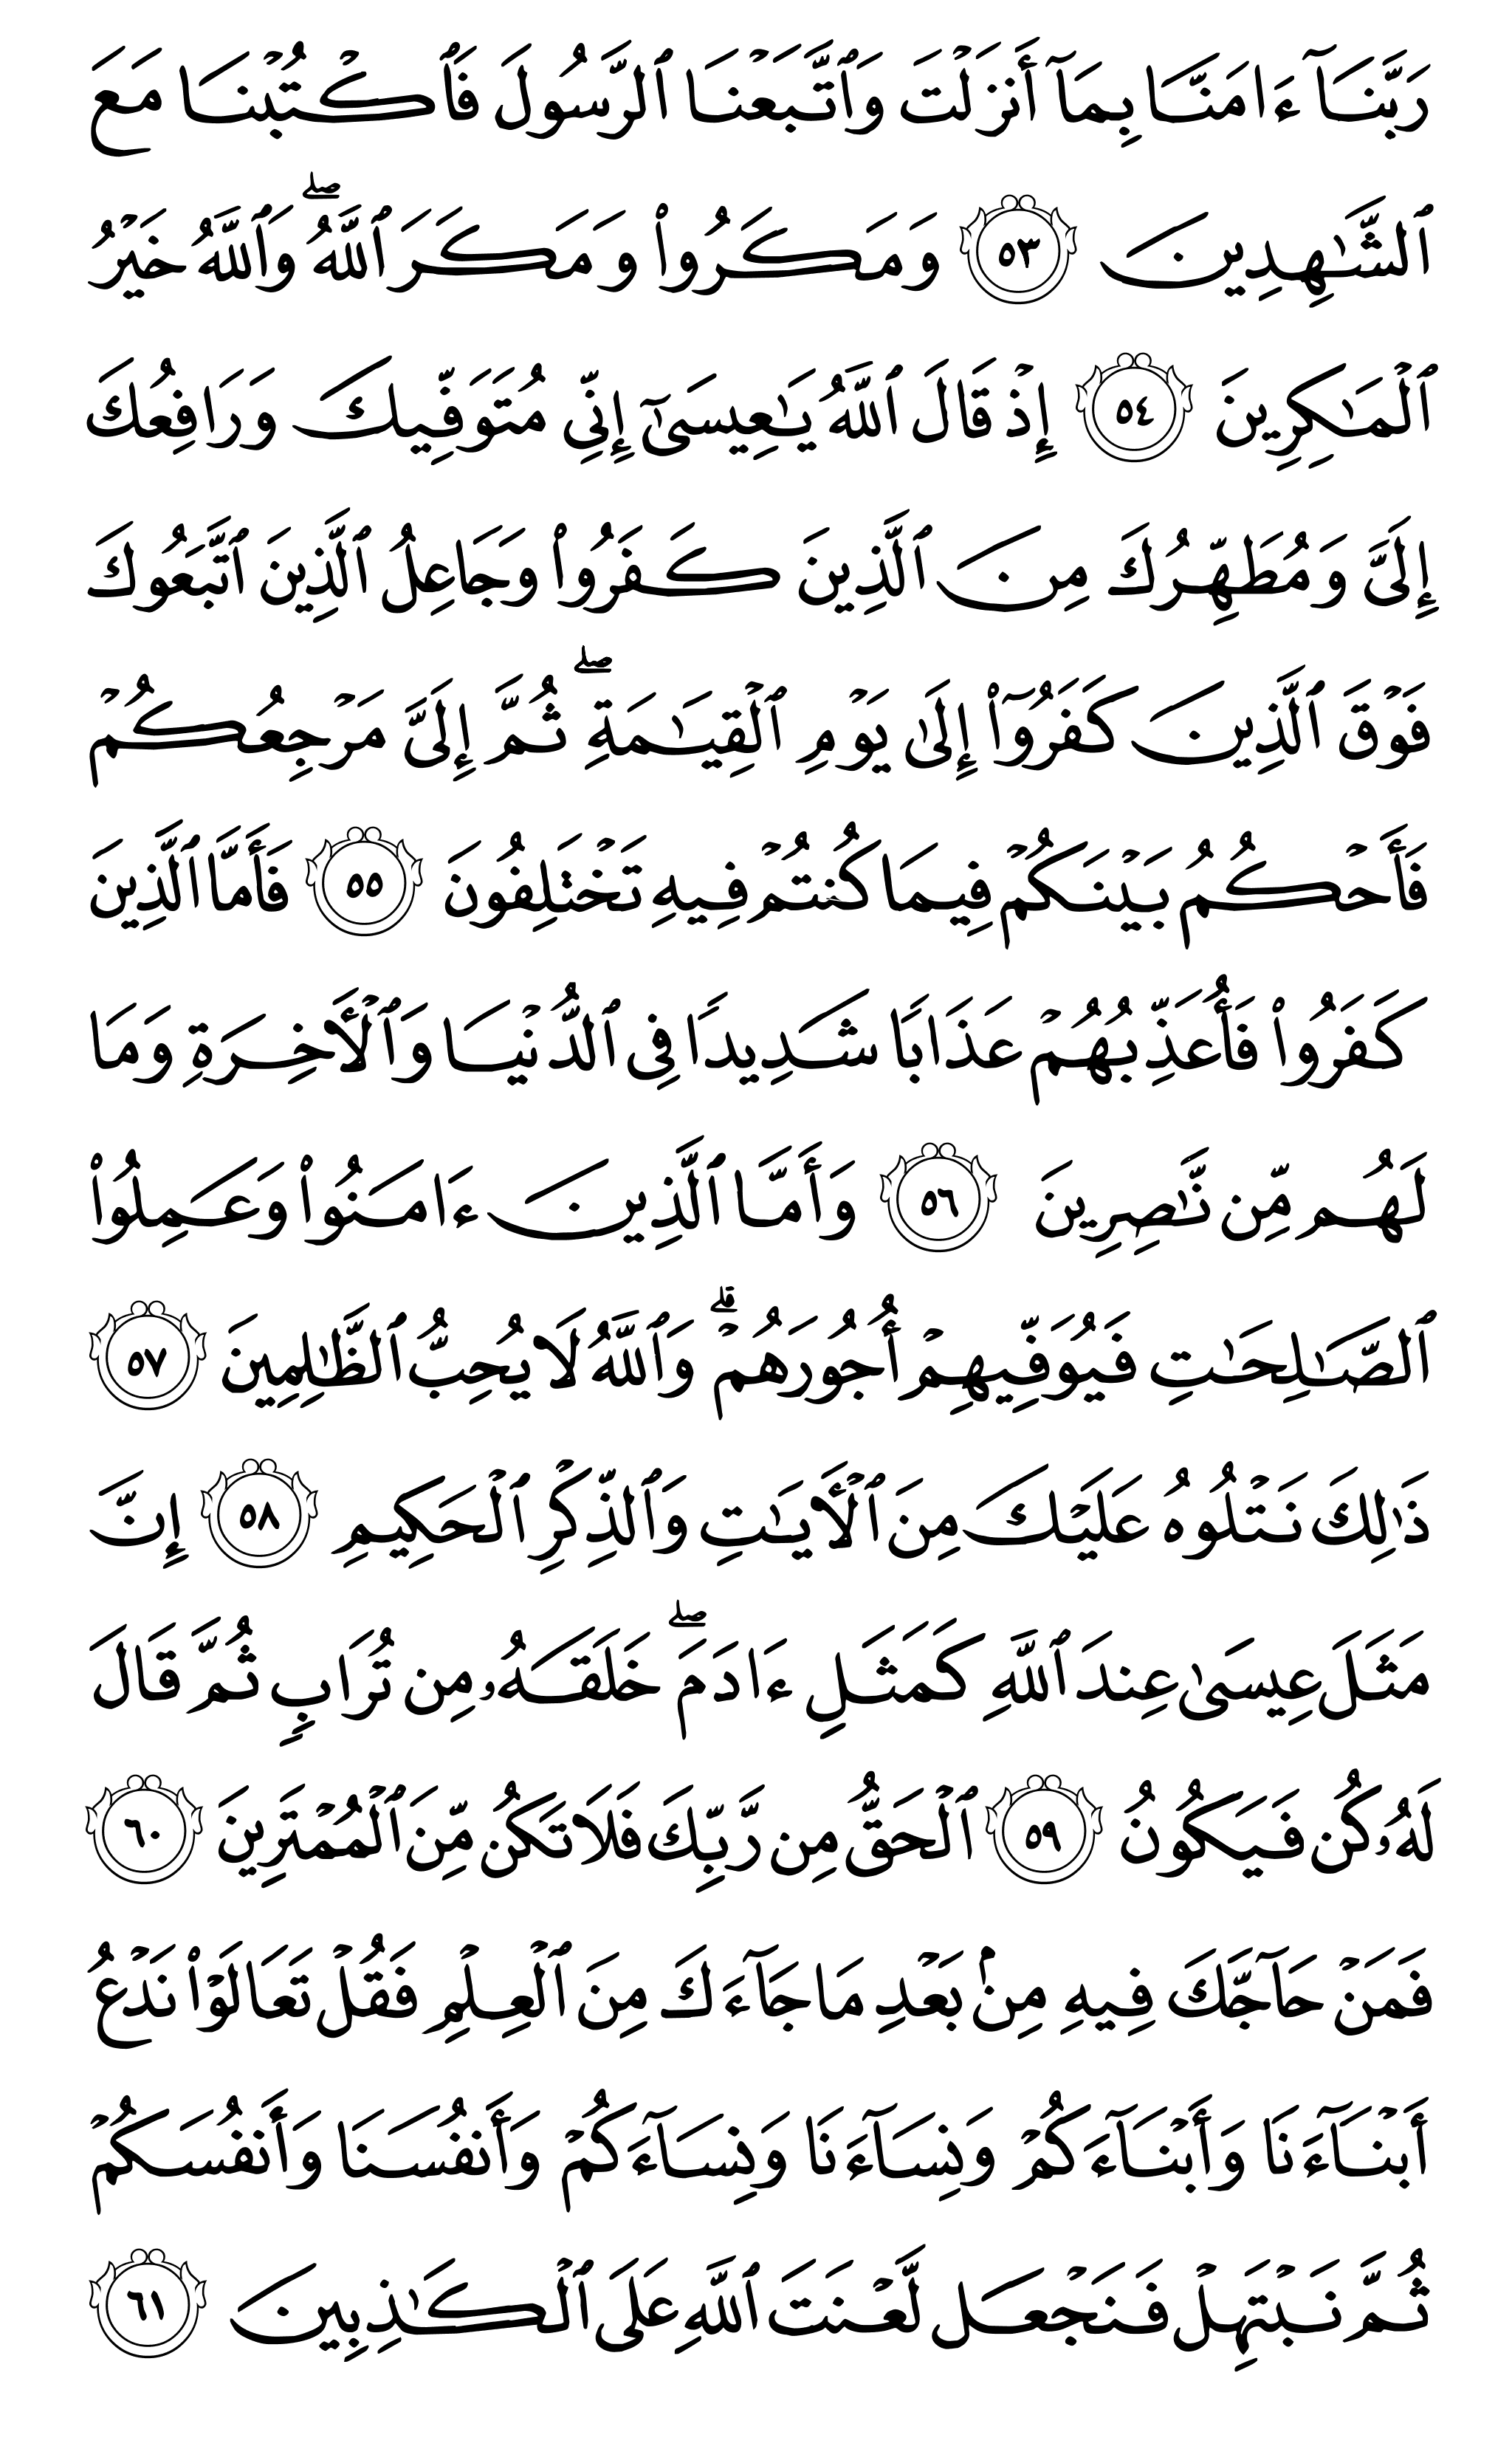 رَبَّنَآ ءَامَنَّا بِمَآ أَنزَلْتَ وَٱتَّبَعْنَا ٱلرَّسُولَ فَٱكْتُبْنَا مَعَ
ٱلشَّٰهِدِينَ ٥٣ وَمَكَرُوا۟ وَمَكَرَ ٱللَّهُ ۖ وَٱللَّهُ خَيْرُ
ٱلْمَٰكِرِينَ ٥٤ إِذْ قَالَ ٱللَّهُ يَٰعِيسَىٰٓ إِنِّى مُتَوَفِّيكَ وَرَافِعُكَ
إِلَىَّ وَمُطَهِّرُكَ مِنَ ٱلَّذِينَ كَفَرُوا۟ وَجَاعِلُ ٱلَّذِينَ ٱتَّبَعُوكَ
فَوْقَ ٱلَّذِينَ كَفَرُوٓا۟ إِلَىٰ يَوْمِ ٱلْقِيَٰمَةِ ۖ ثُمَّ إِلَىَّ مَرْجِعُكُمْ
فَأَحْكُمُ بَيْنَكُمْ فِيمَا كُنتُمْ فِيهِ تَخْتَلِفُونَ ٥٥ فَأَمَّا ٱلَّذِينَ
كَفَرُوا۟ فَأُعَذِّبُهُمْ عَذَابًا شَدِيدًا فِى ٱلدُّنْيَا وَٱلْأَخِرَةِ وَمَا
لَهُم مِّن نَّٰصِرِينَ ٥٦ وَأَمَّا ٱلَّذِينَ ءَامَنُوا۟ وَعَمِلُوا۟
ٱلصَّٰلِحَٰتِ فَيُوَفِّيهِمْ أُجُورَهُمْ ۗ وَٱللَّهُ لَا يُحِبُّ ٱلظَّٰلِمِينَ ٥٧
ذَٰلِكَ نَتْلُوهُ عَلَيْكَ مِنَ ٱلْأَيَٰتِ وَٱلذِّكْرِ ٱلْحَكِيمِ ٥٨ إِنَّ
مَثَلَ عِيسَىٰ عِندَ ٱللَّهِ كَمَثَلِ ءَادَمَ ۖ خَلَقَهُۥ مِن تُرَابٍ ثُمَّ قَالَ
لَهُۥ كُن فَيَكُونُ ٥٩ ٱلْحَقُّ مِن رَّبِّكَ فَلَا تَكُن مِّنَ ٱلْمُمْتَرِينَ ٦٠
فَمَنْ حَآجَّكَ فِيهِ مِنۢ بَعْدِ مَا جَآءَكَ مِنَ ٱلْعِلْمِ فَقُلْ تَعَالَوْا۟ نَدْعُ
أَبْنَآءَنَا وَأَبْنَآءَكُمْ وَنِسَآءَنَا وَنِسَآءَكُمْ وَأَنفُسَنَا وَأَنفُسَكُمْ
ثُمَّ نَبْتَهِلْ فَنَجْعَل لَّعْنَتَ ٱللَّهِ عَلَى ٱلْكَٰذِبِينَ ٦١